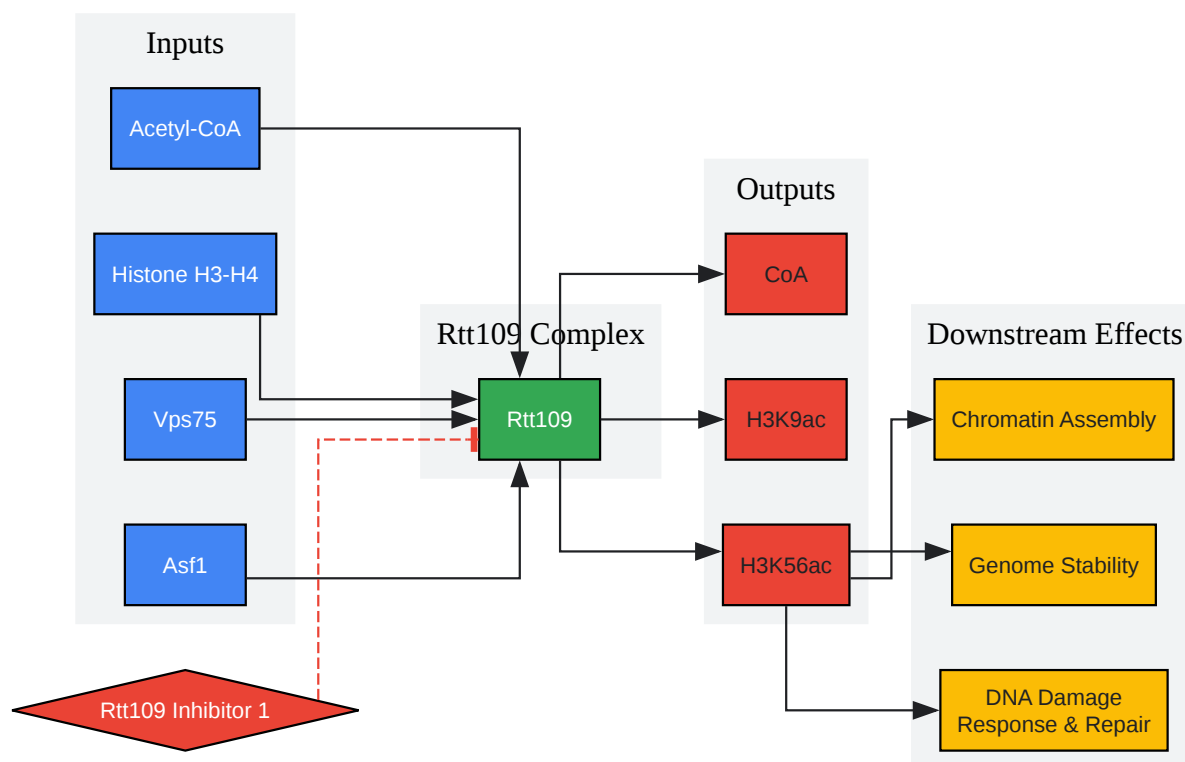 Inputs
Acetyl-CoA
Histone H3-H4
Vps75
Asf1
Rtt109 Inhibitor 1
Rtt109 Complex
Rtt109
Outputs
CoA
H3K9ac
H3K56ac
Downstream Effects
Chromatin Assembly
Genome Stability
DNA Damage
Response & Repair